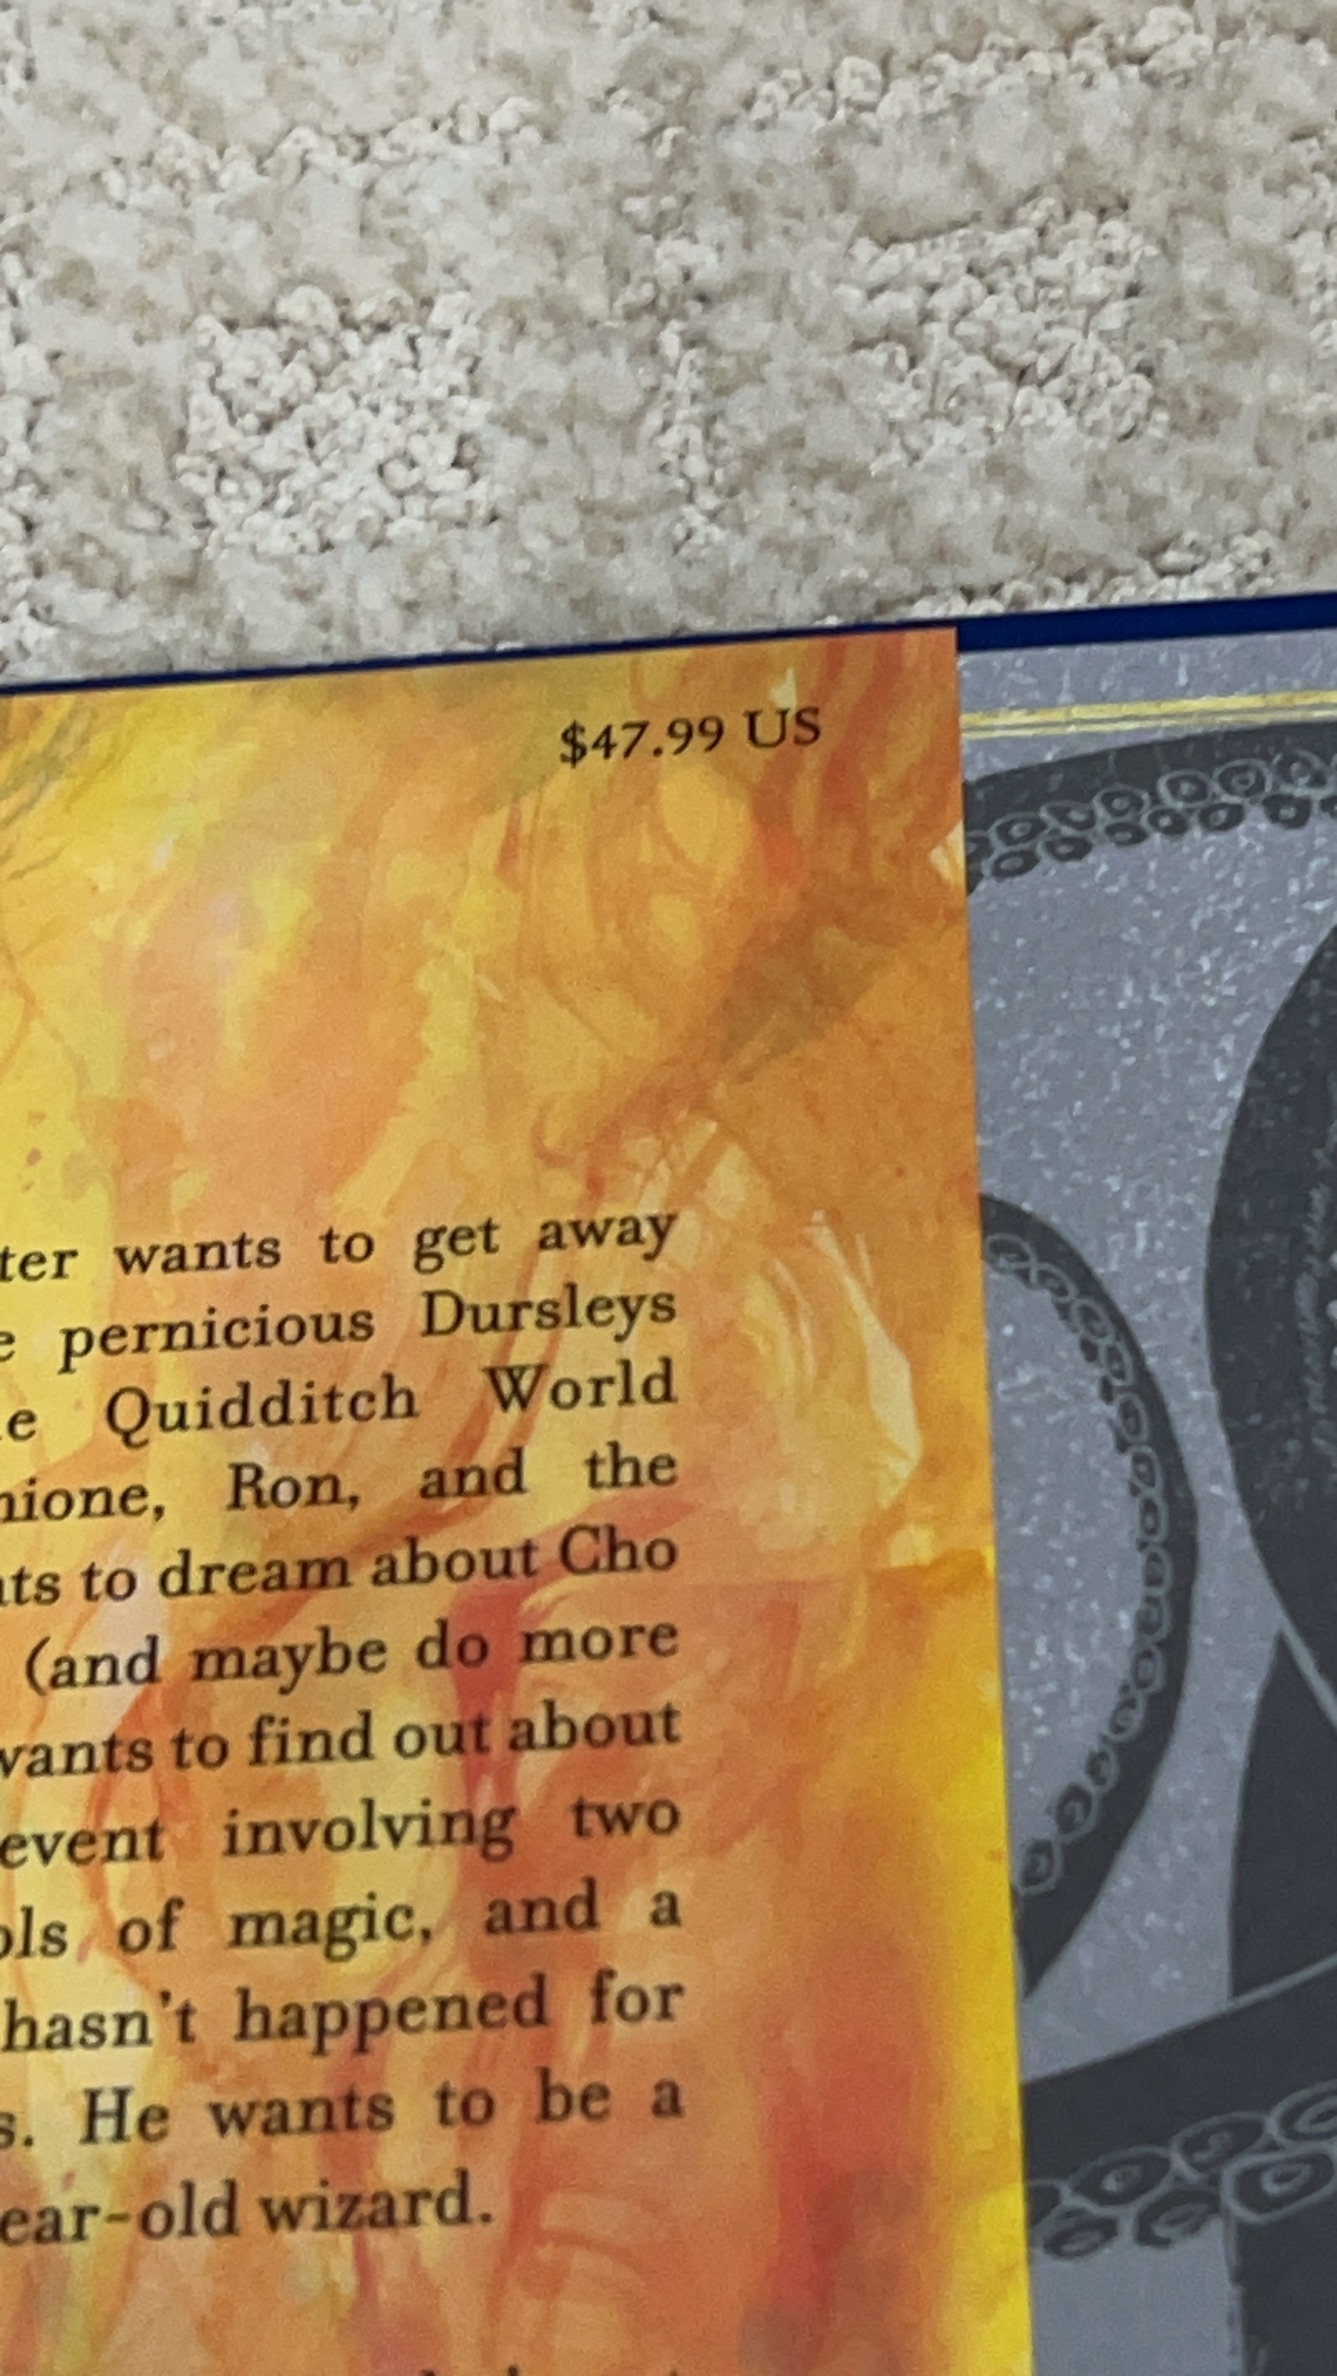 $47.99 US
ter wants to get away
e pernicious Dursleys
e Quidditch World
nione, Ron, and the
ts to dream about Cho
(and maybe do more
wants to find out about
event involving two
ols of magic, and a
hasn't happened for
s. He wants to be a
ear-old wizard.